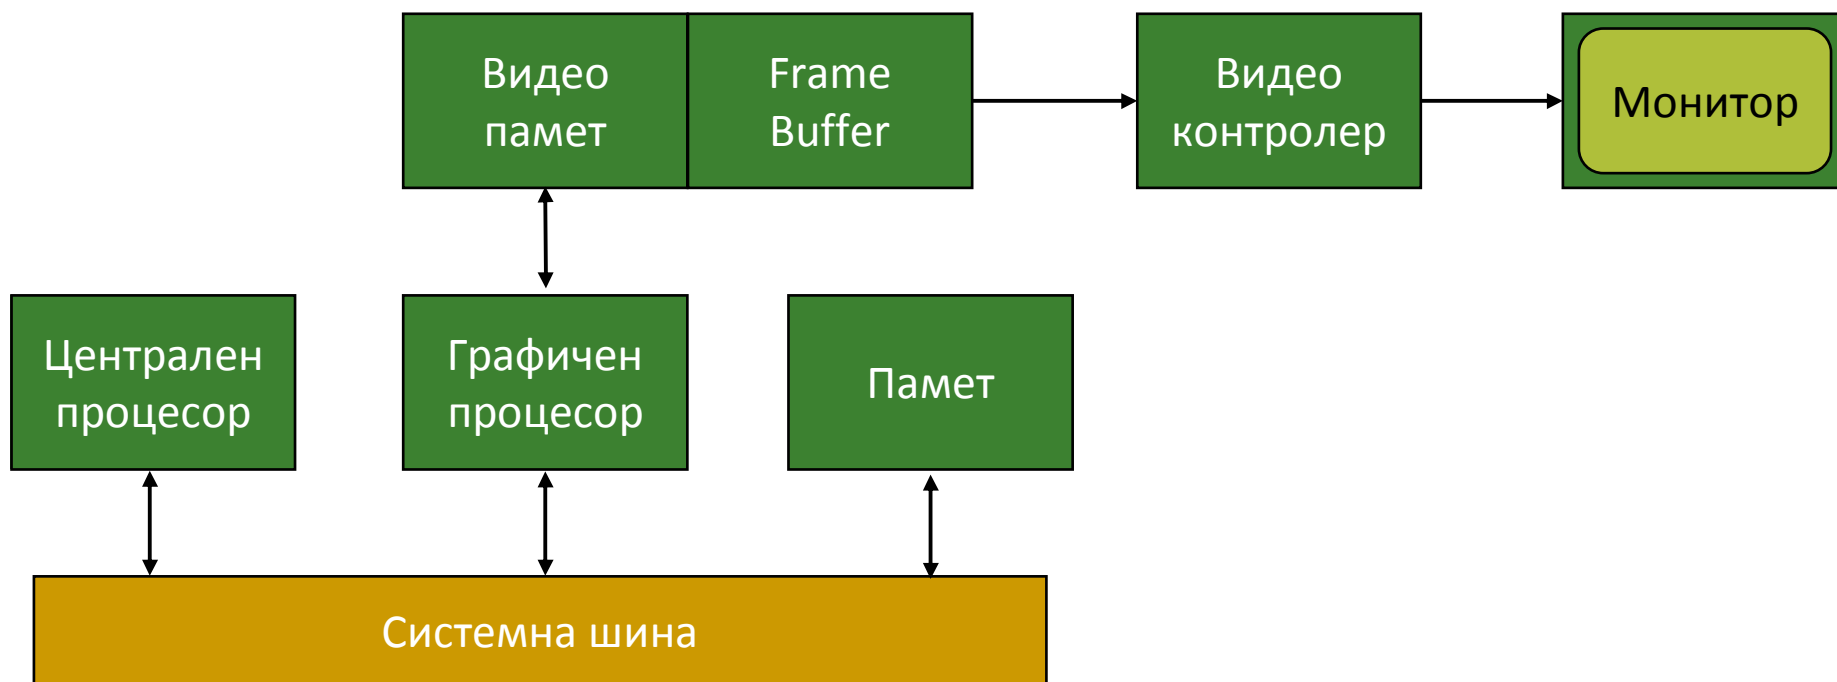 Видео
памет
Frame
Buffer
Видео
контролер
Монитор
Централен
процесор
Графичен
процесор
Памет
Системна шина